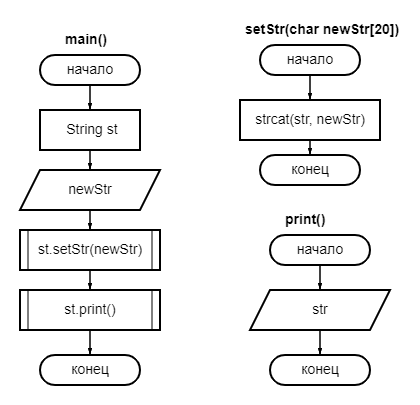 main()
начало
String st
newStr
st.setStr(newStr)
st.print()
конец
setStr(char newStr[20])
начало
strcat(str, newStr)
конец
print()
начало
str
конец